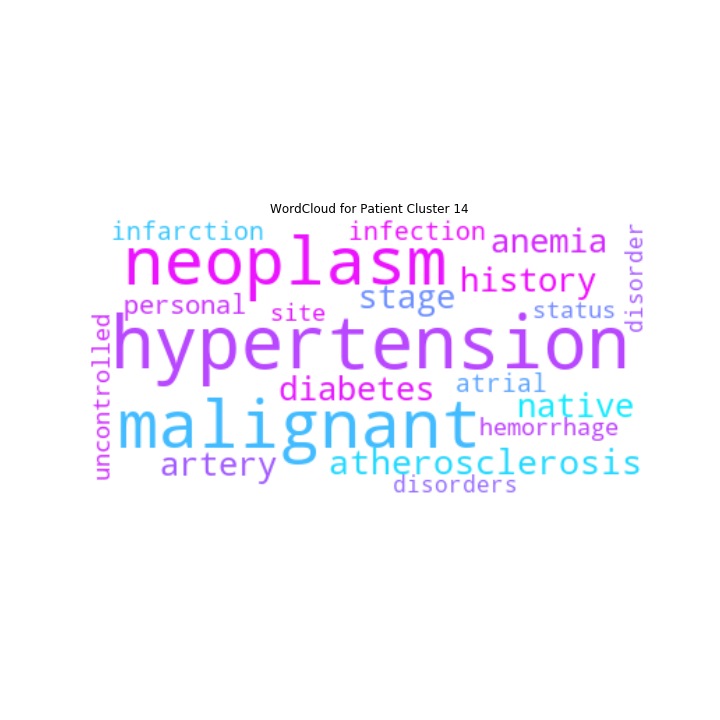 WordCloud for Patient Cluster 14
infarction
infection
anemia
disorder
neoplasm
history
stage
personal
site
status
hypertension
uncontrolled
diabetes
atrial
native
malignant
hemorrhage
artery
atherosclerosis
disorders